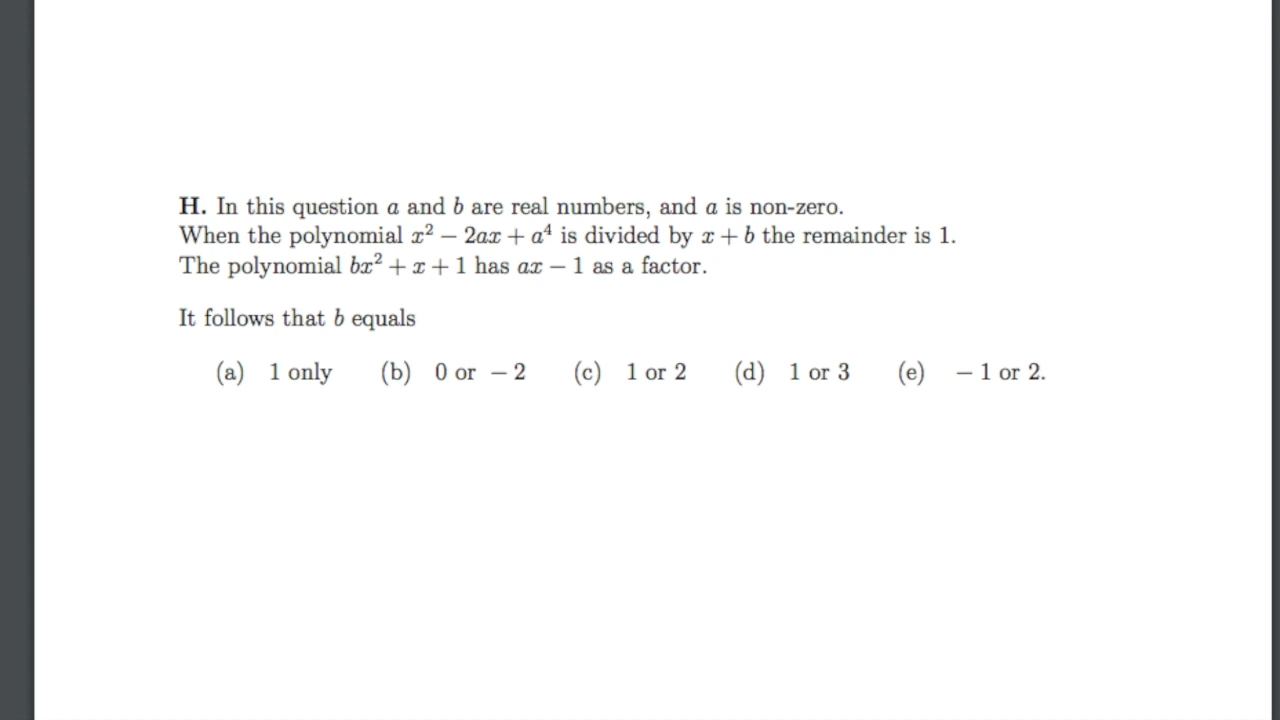 H. In this question a and b are real numbers, and a is non-zero.
When the polynomial x² − 2ax + a⁴ is divided by x + b the remainder is 1.
The polynomial bx² + x + 1 has ax − 1 as a factor.
It follows that b equals
(a) 1 only (b) 0 or − 2 (c) 1 or 2 (d) 1 or 3 (e) − 1 or 2.